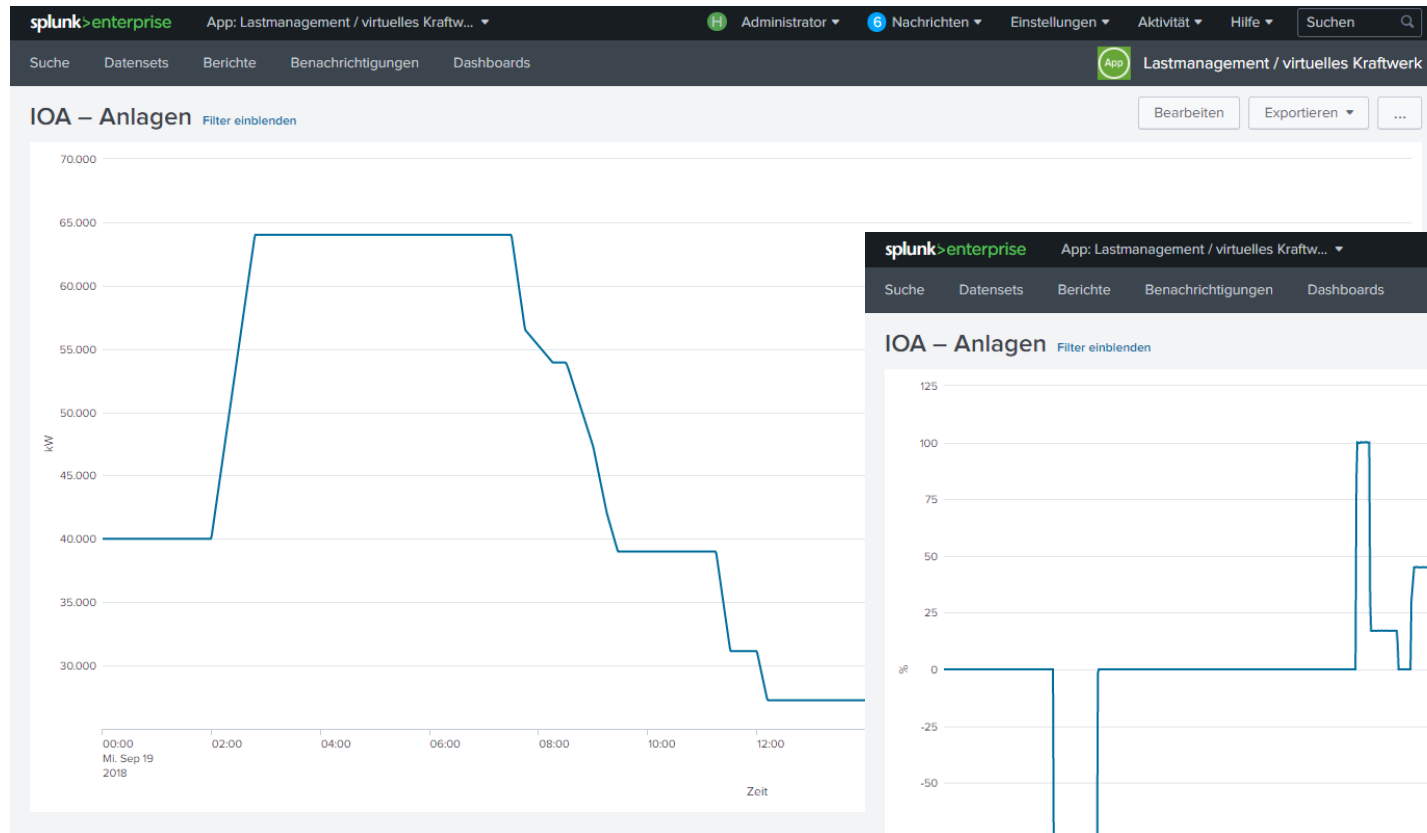 splunk>enterprise App: Lastmanagement / virtuelles Kraftw... H Administrator 6 Nachrichten Einstellungen Aktivität Hilfe Suchen
Suche Datensets Berichte Benachrichtigungen Dashboards App Lastmanagement / virtuelles Kraftwerk
IOA – Anlagen Filter einblenden Bearbeiten Exportieren ...
70.000
65.000
60.000
55.000
50.000
45.000
40.000
35.000
30.000
kW
00:00 02:00 04:00 06:00 08:00 10:00 12:00
Mi. Sep 19
2018
Zeit
splunk>enterprise App: Lastmanagement / virtuelles Kraftw...
Suche Datensets Berichte Benachrichtigungen Dashboards
IOA – Anlagen Filter einblenden
125
100
75
50
25
% 0
-25
-50